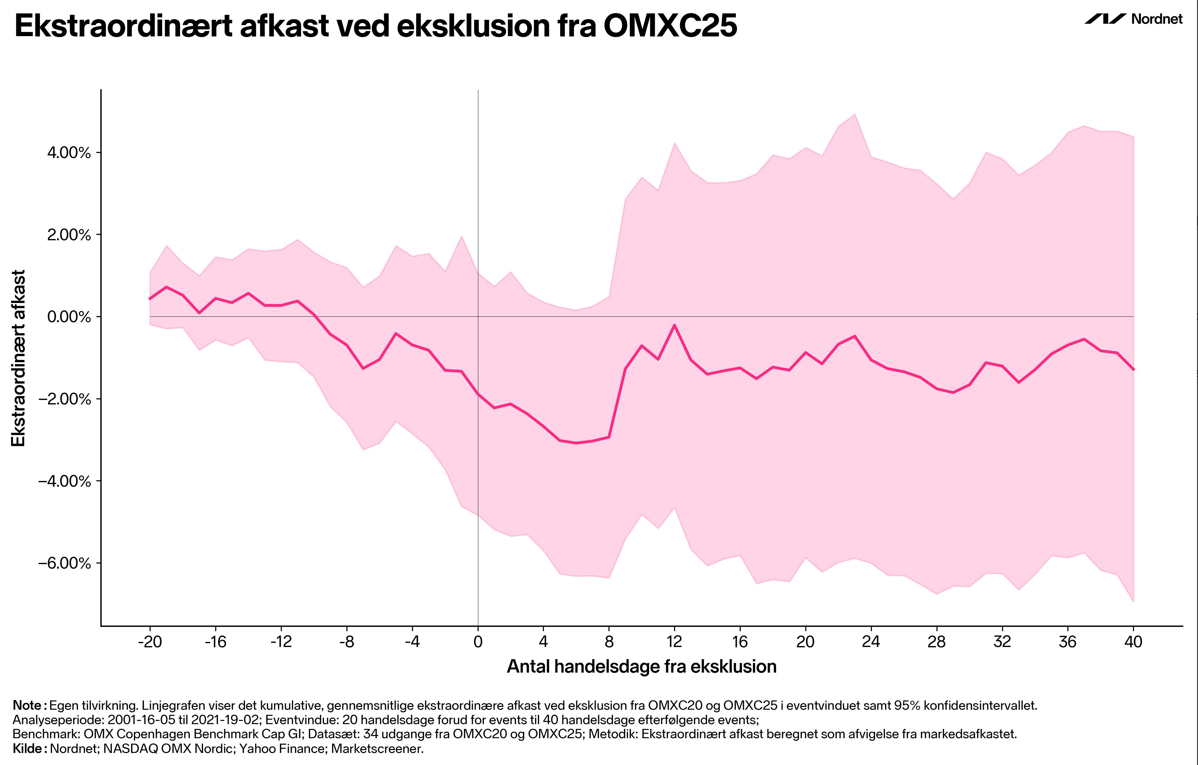 Ekstraordinært afkast ved eksklusion fra OMXC25
Nordnet
4.00%
2.00%
0.00%
−2.00%
−4.00%
−6.00%
Ekstraordinært afkast
-20
-16
-12
-8
-4
0
4
8
12
16
20
24
28
32
36
40
Antal handelsdage fra eksklusion
Note : Egen tilvirkning. Linjegrafen viser det kumulative, gennemsnitlige ekstraordinære afkast ved eksklusion fra OMXC20 og OMXC25 i eventvinduet samt 95% konfidensintervallet.
Analyseperiode: 2001-16-05 til 2021-19-02; Eventvindue: 20 handelsdage forud for events til 40 handelsdage efterfølgende events;
Benchmark: OMX Copenhagen Benchmark Cap GI; Datasæt: 34 udgange fra OMXC20 og OMXC25; Metodik: Ekstraordinært afkast beregnet som afvigelse fra markedsafkastet.
Kilde : Nordnet; NASDAQ OMX Nordic; Yahoo Finance; Marketscreener.